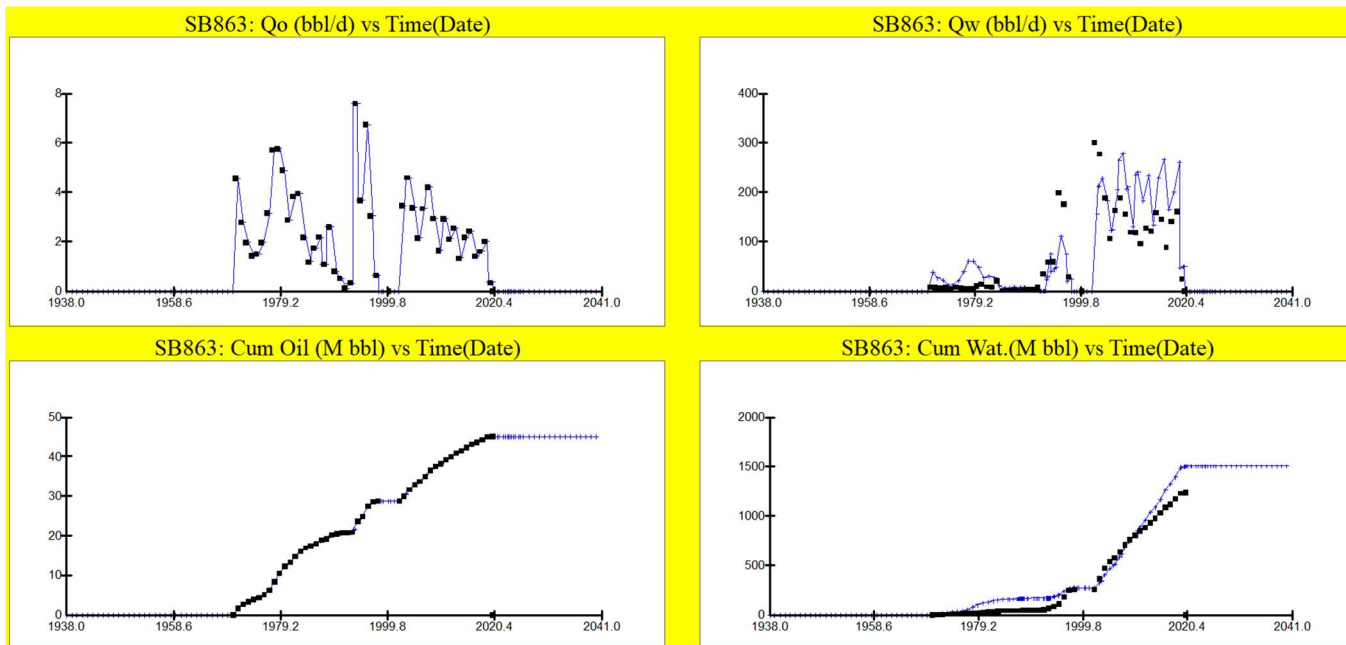 SB863: Qo (bbl/d) vs Time(Date)
8
6
4
2
0
1938.0 1958.6 1979.2 1999.8 2020.4 2041.0
SB863: Qw (bbl/d) vs Time(Date)
400
300
200
100
0
1938.0 1958.6 1979.2 1999.8 2020.4 2041.0
SB863: Cum Oil (M bbl) vs Time(Date)
50
40
30
20
10
0
1938.0 1958.6 1979.2 1999.8 2020.4 2041.0
SB863: Cum Wat.(M bbl) vs Time(Date)
2000
1500
1000
500
0
1938.0 1958.6 1979.2 1999.8 2020.4 2041.0